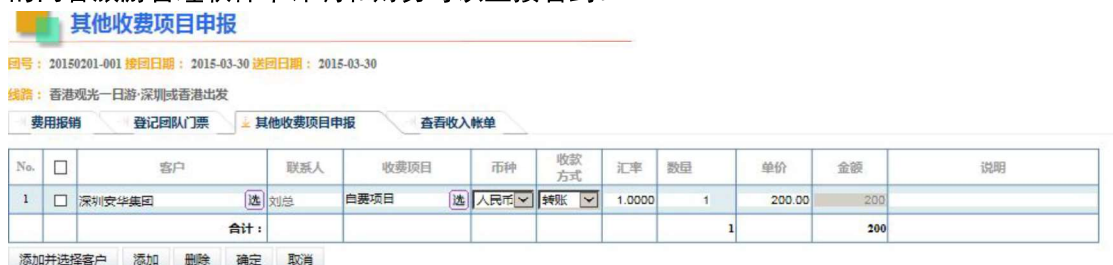 其他收费项目申报
团号： 20150201-001 接团日期： 2015-03-30 送团日期： 2015-03-30
线路： 香港观光一日游·深圳或香港出发
费用报销 登记团队门票 其他收费项目申报 查看收入帐单
No. 客户 联系人 收费项目 币种 收款方式 汇率 数量 单价 金额 说明
1 深圳安华集团 选 刘总 自费项目 选 人民币 转账 1.0000 1 200.00 200
合计： 1 200
添加并选择客户 添加 删除 确定 取消